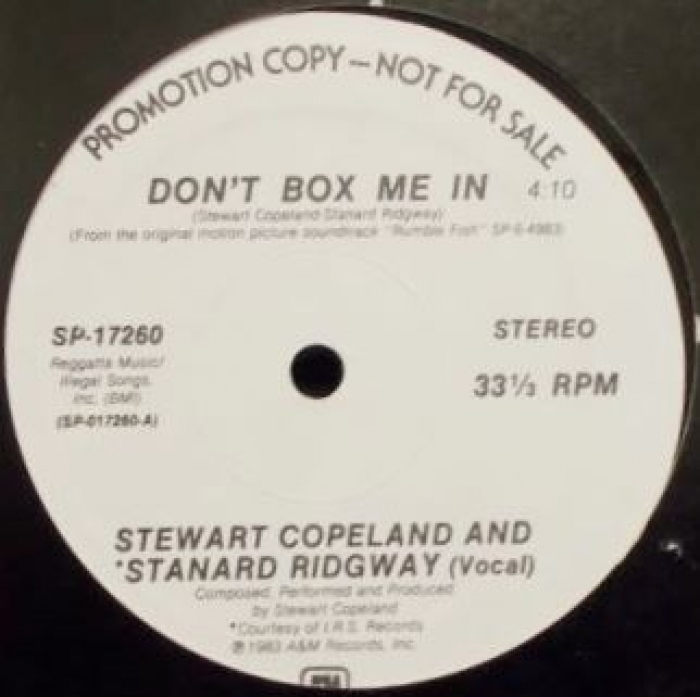 PROMOTION COPY – NOT FOR SALE
DON'T BOX ME IN 4:10
(Stewart Copeland-Stanard Ridgway)
(From the original motion picture soundtrack "Rumble Fish" SP-6-4983)
SP-17260
STEREO
Reggatta Music/
Illegal Songs,
Inc. (BMI)
33⅓ RPM
(SP-017260-A)
STEWART COPELAND AND
*STANARD RIDGWAY (Vocal)
Composed, Performed and Produced
by Stewart Copeland
*Courtesy of I.R.S. Records
℗ 1983 A&M Records, Inc.